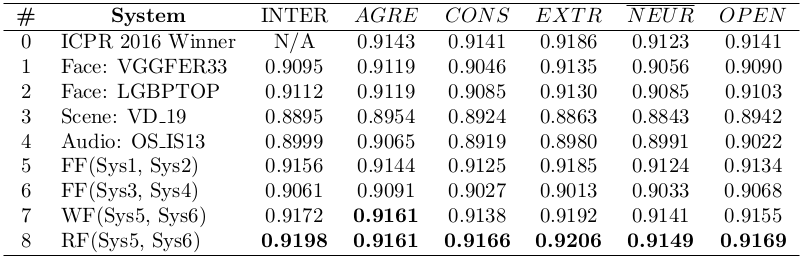 # System INTER AGRE CONS EXTR NEUR OPEN
0 ICPR 2016 Winner N/A 0.9143 0.9141 0.9186 0.9123 0.9141
1 Face: VGGFER33 0.9095 0.9119 0.9046 0.9135 0.9056 0.9090
2 Face: LGBPTOP 0.9112 0.9119 0.9085 0.9130 0.9085 0.9103
3 Scene: VD_19 0.8895 0.8954 0.8924 0.8863 0.8843 0.8942
4 Audio: OS_IS13 0.8999 0.9065 0.8919 0.8980 0.8991 0.9022
5 FF(Sys1, Sys2) 0.9156 0.9144 0.9125 0.9185 0.9124 0.9134
6 FF(Sys3, Sys4) 0.9061 0.9091 0.9027 0.9013 0.9033 0.9068
7 WF(Sys5, Sys6) 0.9172 0.9161 0.9138 0.9192 0.9141 0.9155
8 RF(Sys5, Sys6) 0.9198 0.9161 0.9166 0.9206 0.9149 0.9169